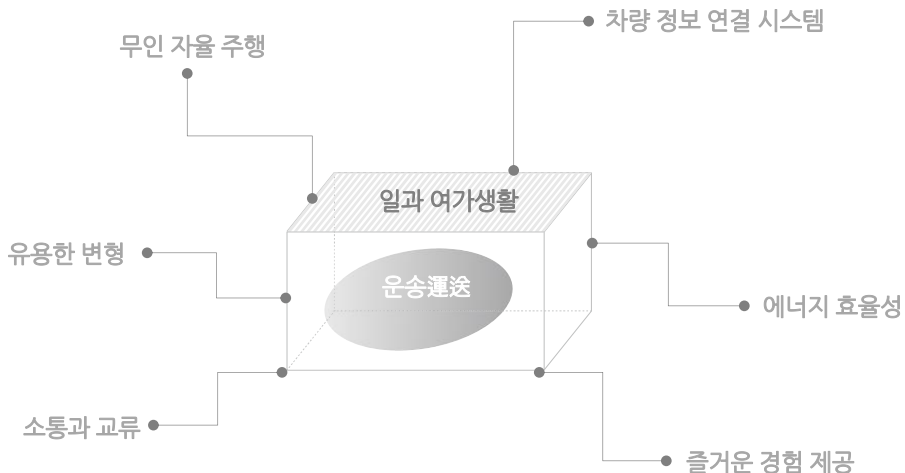 차량 정보 연결 시스템
무인 자율 주행
일과 여가생활
유용한 변형
운송運送
에너지 효율성
소통과 교류
즐거운 경험 제공